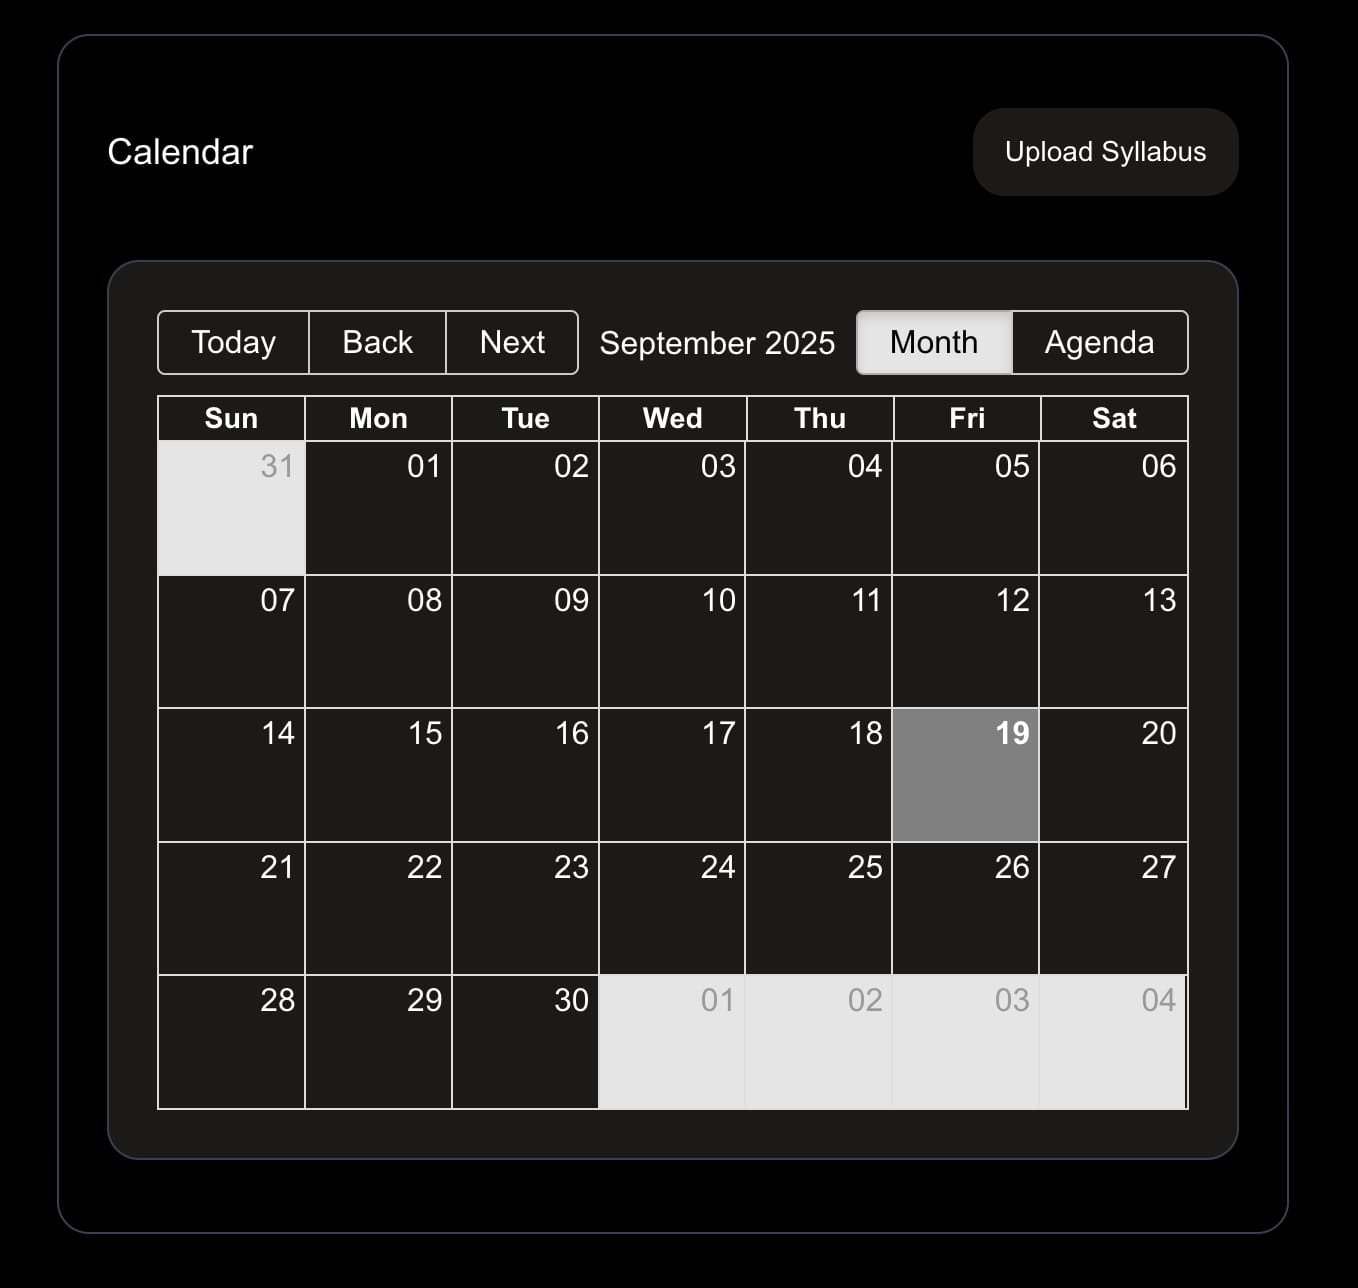 Calendar Upload Syllabus
Today Back Next September 2025 Month Agenda
Sun Mon Tue Wed Thu Fri Sat
31 01 02 03 04 05 06
07 08 09 10 11 12 13
14 15 16 17 18 19 20
21 22 23 24 25 26 27
28 29 30 01 02 03 04